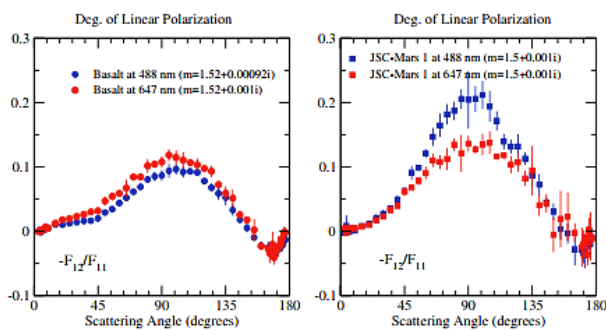 Deg. of Linear Polarization
0.3
Basalt at 488 nm (m=1.52+0.00092i)
Basalt at 647 nm (m=1.52+0.001i)
0.2
0.1
0
-F12/F11
-0.1
0 45 90 135 180
Scattering Angle (degrees)
Deg. of Linear Polarization
0.3
JSC-Mars 1 at 488 nm (m=1.5+0.001i)
JSC-Mars 1 at 647 nm (m=1.5+0.001i)
0.2
0.1
0
-F12/F11
-0.1
0 45 90 135 180
Scattering Angle (degrees)